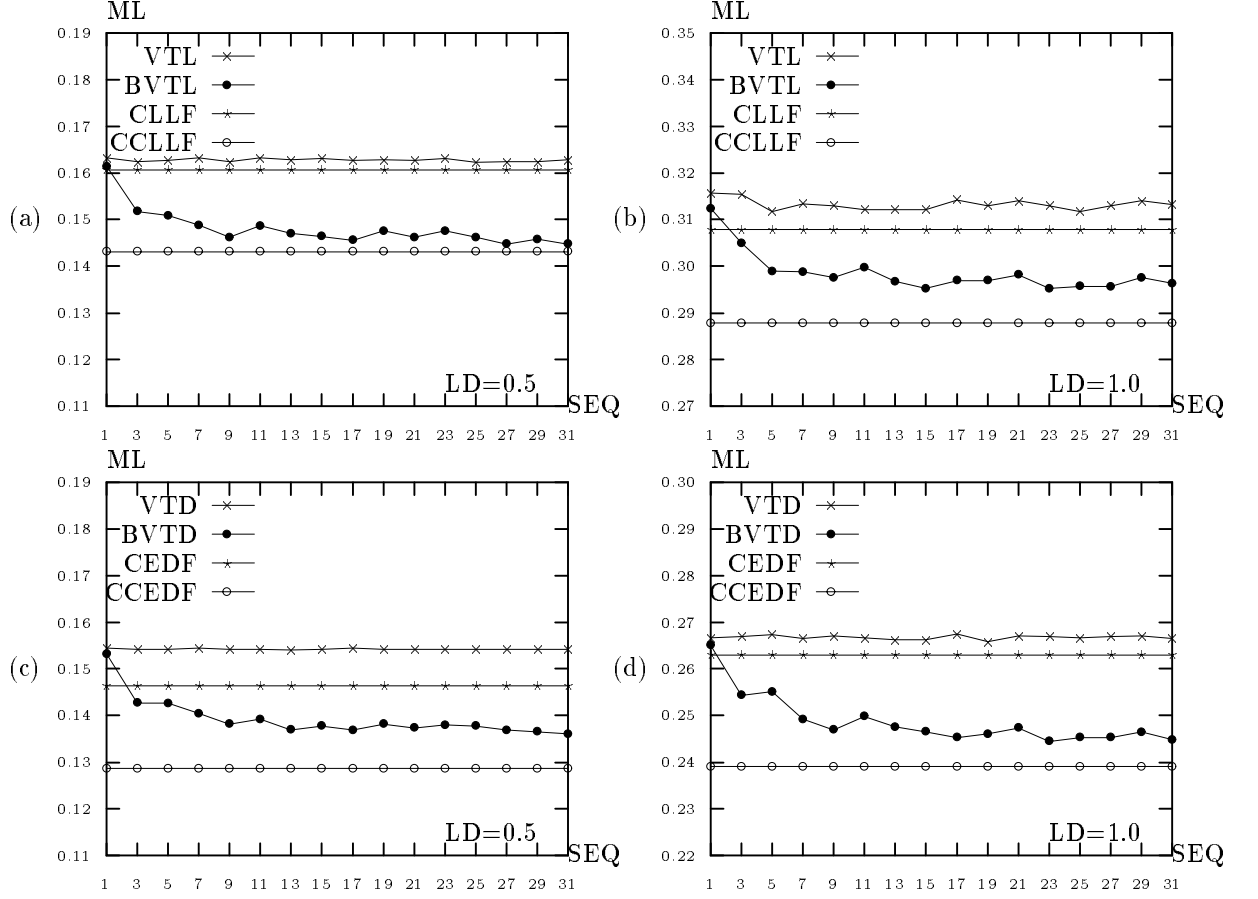 ML
0.19
0.18
0.17
0.16
0.15
0.14
0.13
0.12
0.11
VTL
BVTL
CLLF
CCLLF
(a)
LD=0.5
SEQ
1 3 5 7 9 11 13 15 17 19 21 23 25 27 29 31
ML
0.35
0.34
0.33
0.32
0.31
0.30
0.29
0.28
0.27
VTL
BVTL
CLLF
CCLLF
(b)
LD=1.0
SEQ
1 3 5 7 9 11 13 15 17 19 21 23 25 27 29 31
ML
0.19
0.18
0.17
0.16
0.15
0.14
0.13
0.12
0.11
VTD
BVTD
CEDF
CCEDF
(c)
LD=0.5
SEQ
1 3 5 7 9 11 13 15 17 19 21 23 25 27 29 31
ML
0.30
0.29
0.28
0.27
0.26
0.25
0.24
0.23
0.22
VTD
BVTD
CEDF
CCEDF
(d)
LD=1.0
SEQ
1 3 5 7 9 11 13 15 17 19 21 23 25 27 29 31